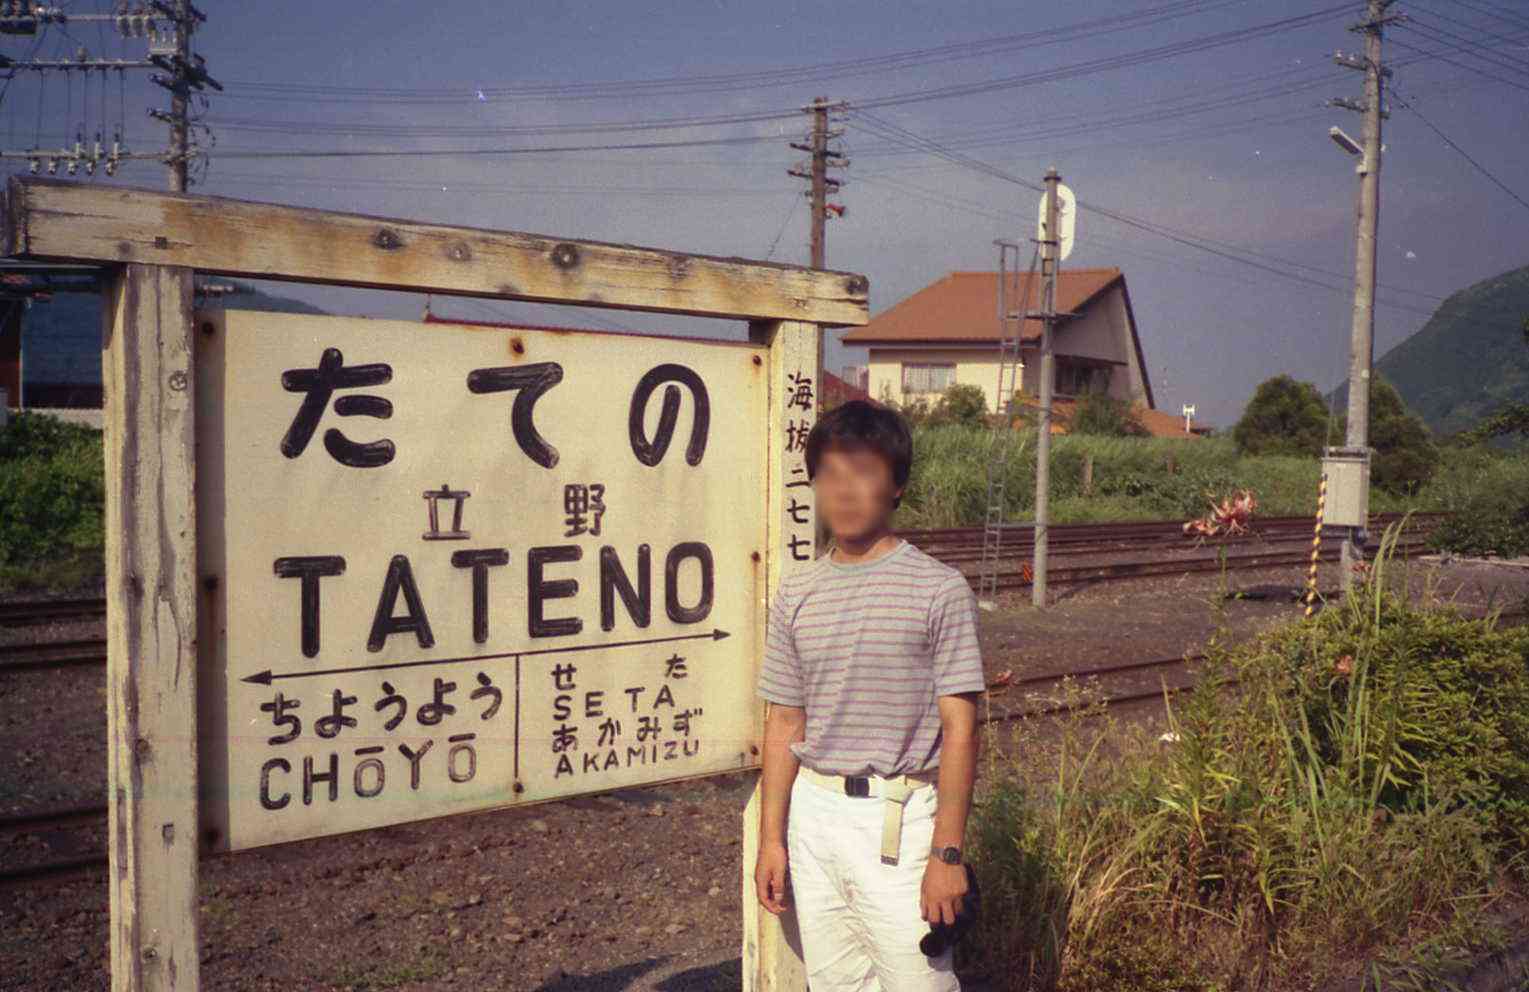 たての
立野
TATENO
ちようよう
CHŌYŌ
せた
SETA
あかみず
AKAMIZU
海抜二七七